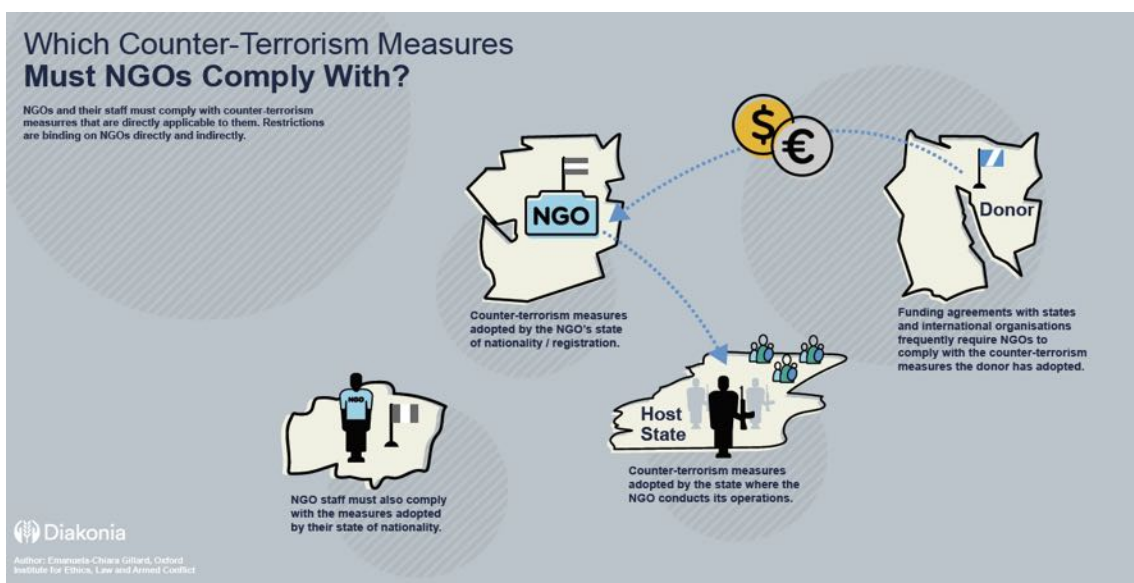 Which Counter-Terrorism Measures
Must NGOs Comply With?
NGOs and their staff must comply with counter-terrorism
measurres that are directly applicable to them. Restrictions
are binding on NGOs directly and indirectly.
$
€
NGO
Donor
Counter-terrorism measures
adopted by the NGO's state
of nationality / registration.
Funding agreements with states
and international organisations
frequently require NGOs to
comply with the counter-terrorism
measures the donor has adopted.
NGO
Host
State
NGO staff must also comply
with the measures adopted
by their state of nationality.
Counter-terrorism measures
adopted by the state where the
NGO conducts its operations.
Diakonia
Author: Emanuela-Chiara Gillard, Oxford
Institute for Ethics, Law and Armed Conflict